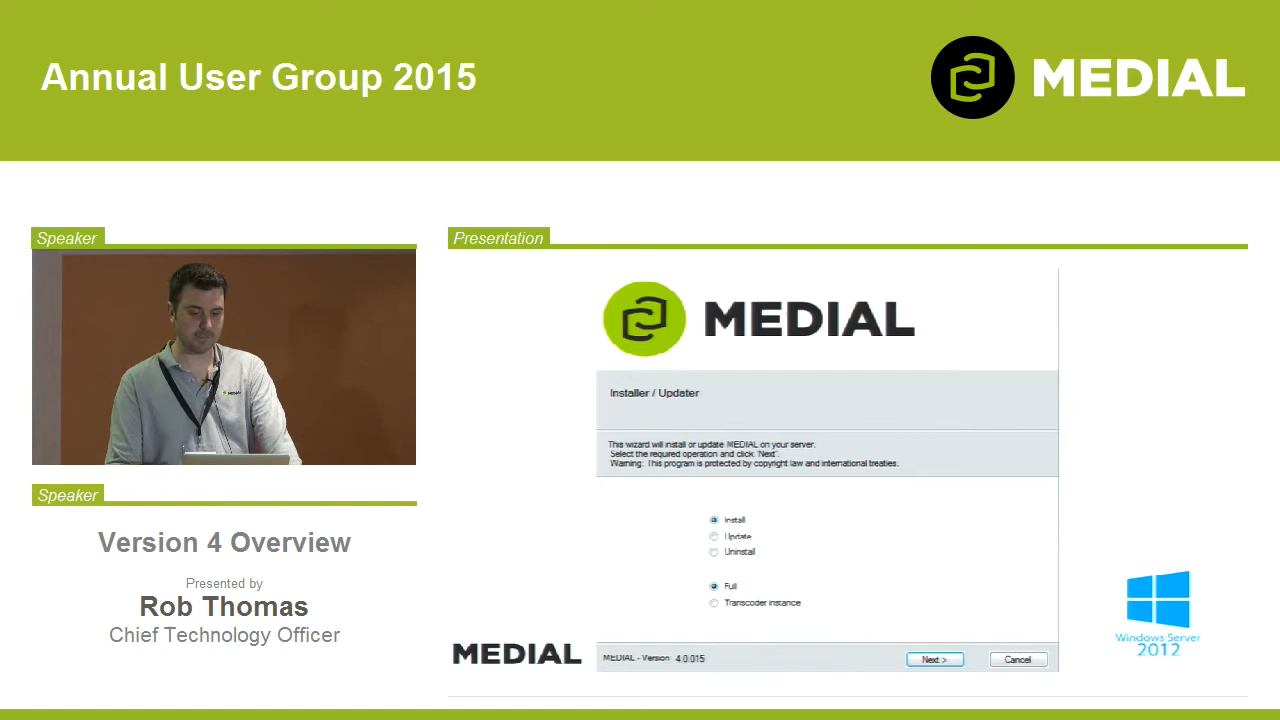 Annual User Group 2015
MEDIAL
Speaker
Presentation
MEDIAL
Installer / Updater
This wizard will install or update MEDIAL on your server.
Select the required operation and click 'Next'.
Warning: This program is protected by copyright law and international treaties.
Install
Update
Uninstall
Full
Transcoder instance
MEDIAL - Version 4.0.015
Next >
Cancel
MEDIAL
Windows Server
2012
Speaker
Version 4 Overview
Presented by
Rob Thomas
Chief Technology Officer